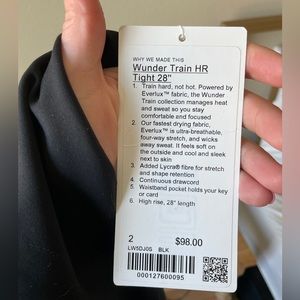 WHY WE MADE THIS
Wunder Train HR
Tight 28"
1. Train hard, not hot. Powered by
Everlux™ fabric, the Wunder
Train collection manages heat
and sweat so you stay
comfortable and focused
2. Our fastest drying fabric,
Everlux™ is ultra-breathable,
four-way stretch, and wicks
away sweat. It feels soft on
the outside and cool and sleek
next to skin
3. Added Lycra® fibre for stretch
and shape retention
4. Continuous drawcord
5. Waistband pocket holds your key
or card
6. High rise, 28" length
2 $98.00
LW5DJ0S BLK
000127600095